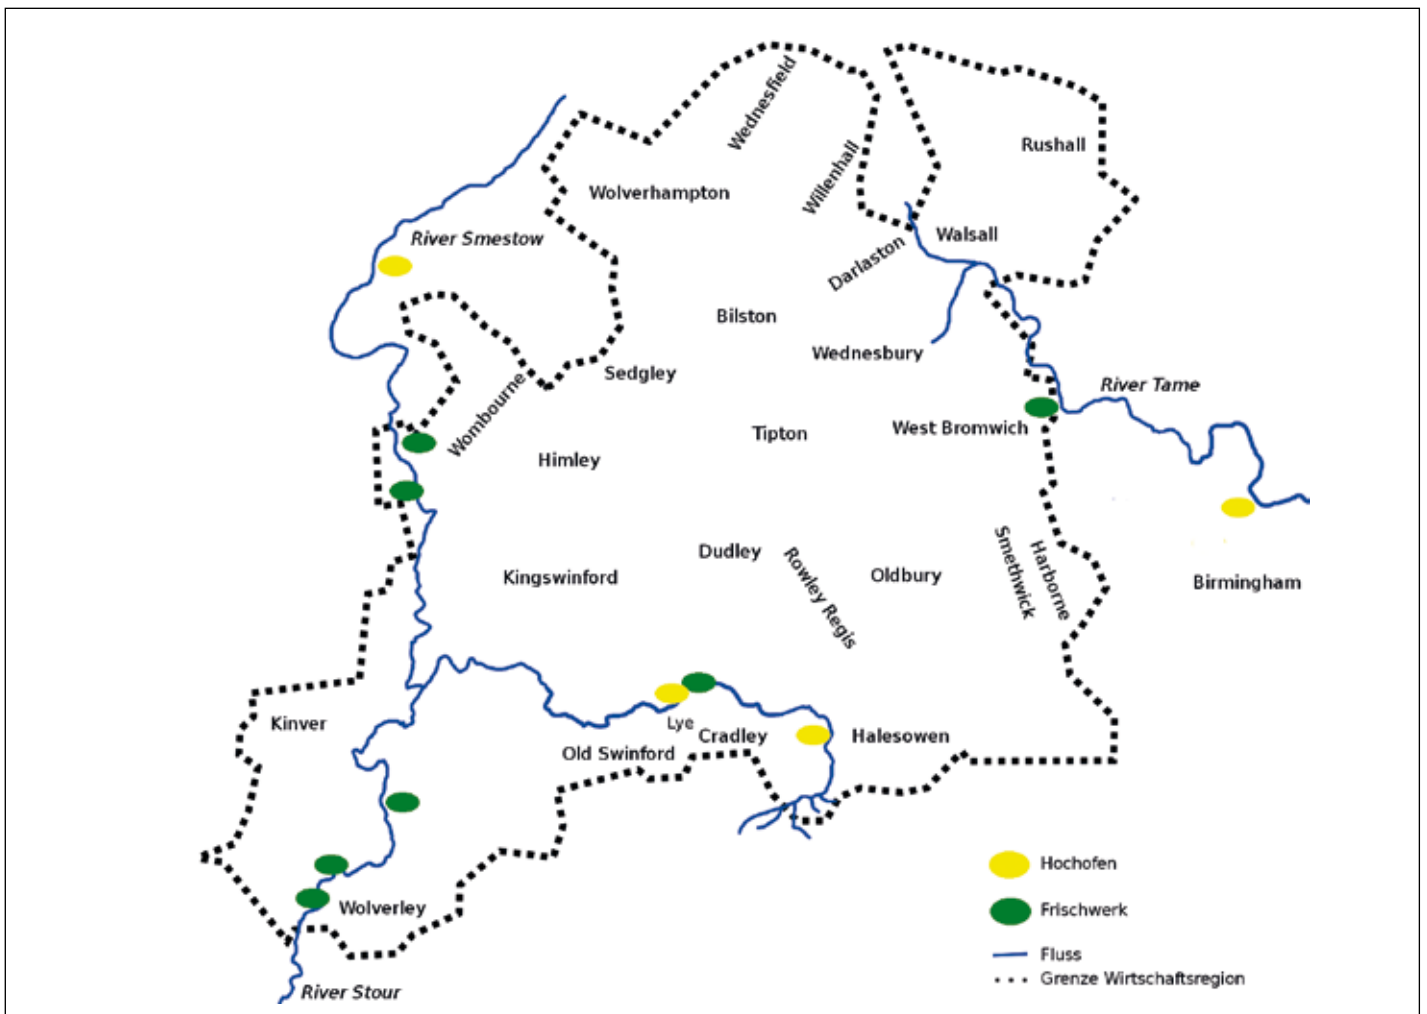 Wednesfield
Rushall
Willenhall
Wolverhampton
River Smestow
Walsall
Darlaston
Bilston
Wednesbury
Sedgley
River Tame
Wombourne
West Bromwich
Tipton
Himley
Dudley
Kingswinford
Rowley Regis
Oldbury
Smethwick
Harborne
Birmingham
Kinver
Lye
Cradley
Halesowen
Old Swinford
Wolverley
River Stour
Hochofen
Frischwerk
Fluss
Grenze Wirtschaftsregion